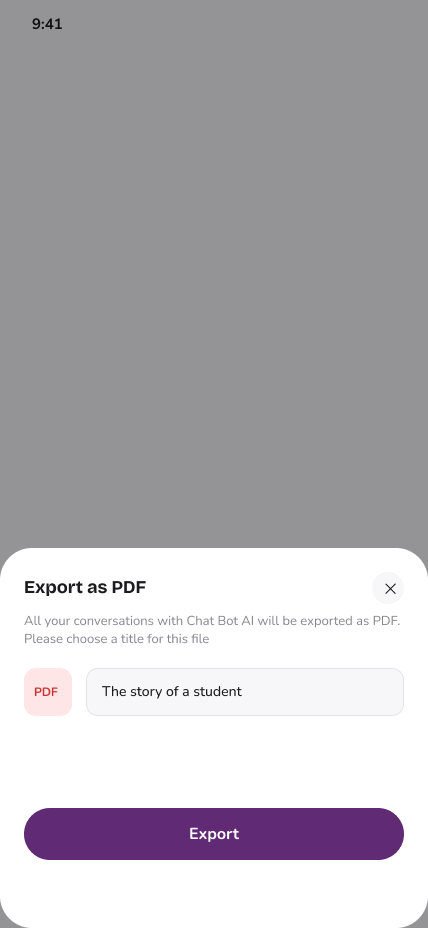 9:41
Export as PDF
All your conversations with Chat Bot AI will be exported as PDF.
Please choose a title for this file
PDF
The story of a student
Export